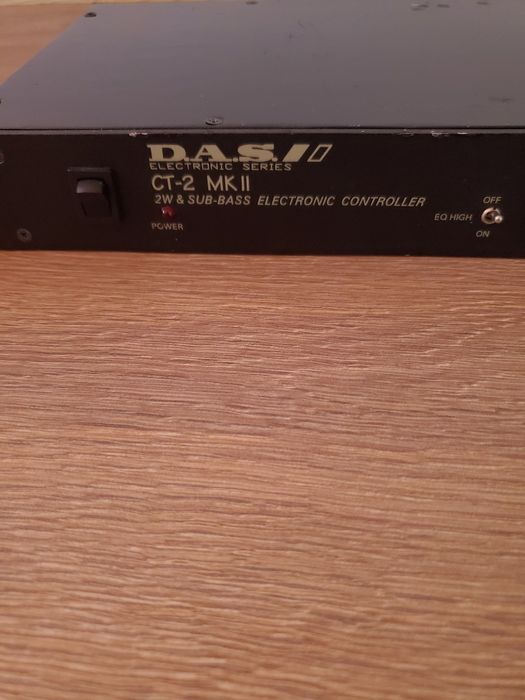 D.A.S.
ELECTRONIC SERIES
CT-2 MK II
2W & SUB-BASS ELECTRONIC CONTROLLER
POWER
OFF
EQ HIGH
ON